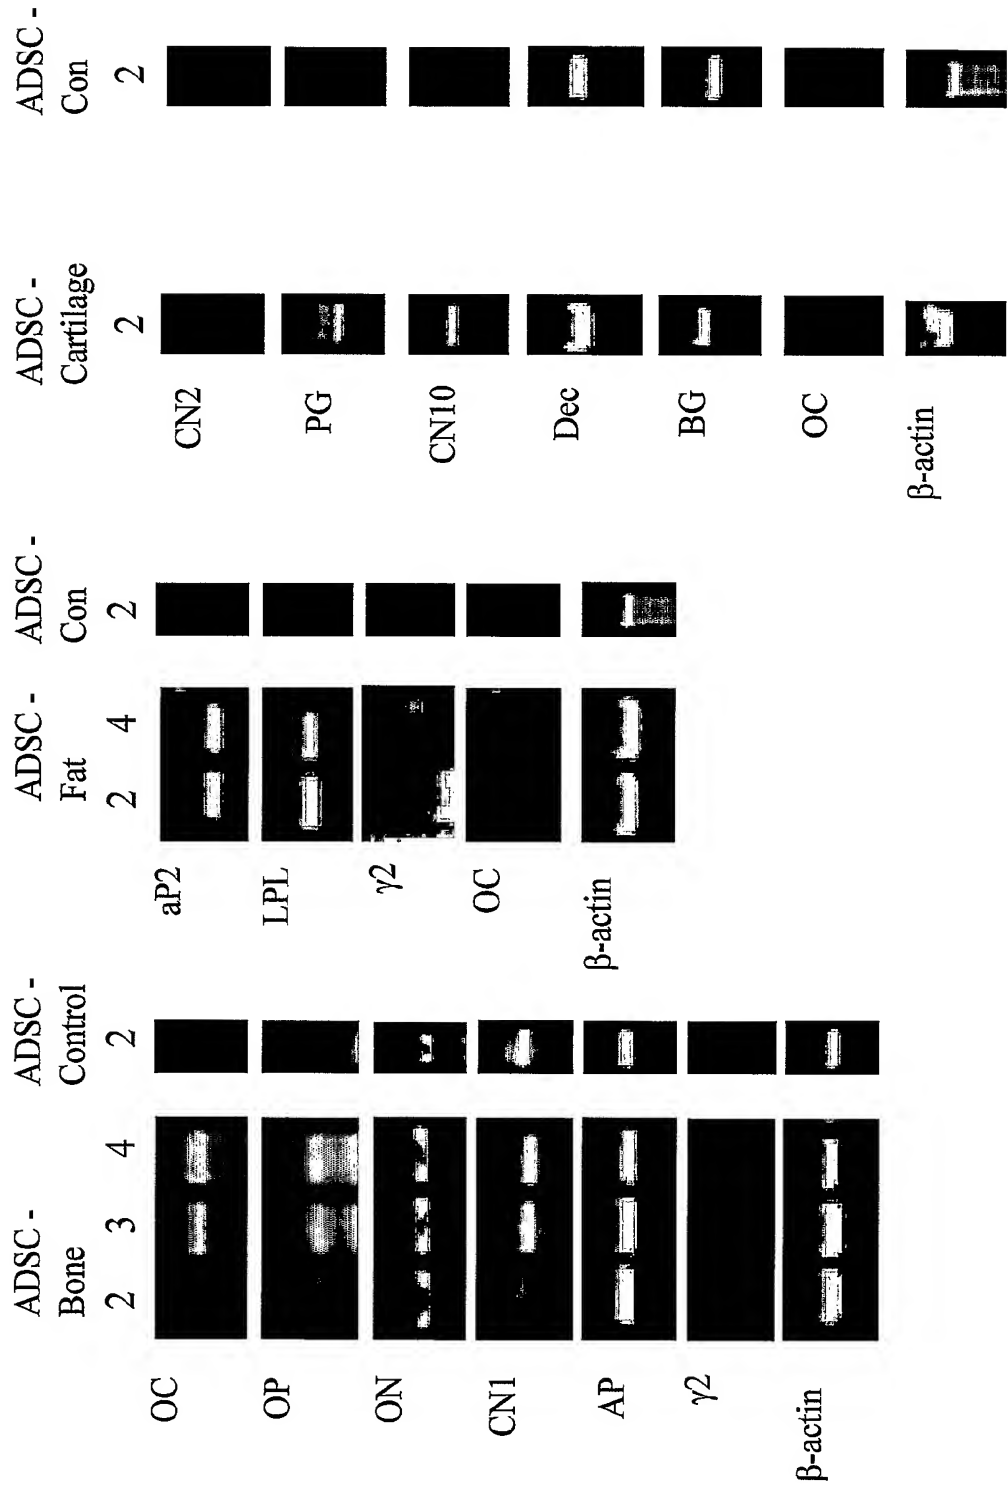 ADSC -
Bone
2 3 4
ADSC -
Control
2
OC
OP
ON
CN1
AP
γ2
β-actin
ADSC -
Fat
2 4
ADSC -
Con
2
aP2
LPL
γ2
OC
β-actin
ADSC -
Cartilage
2
ADSC -
Con
2
CN2
PG
CN10
Dec
BG
OC
β-actin